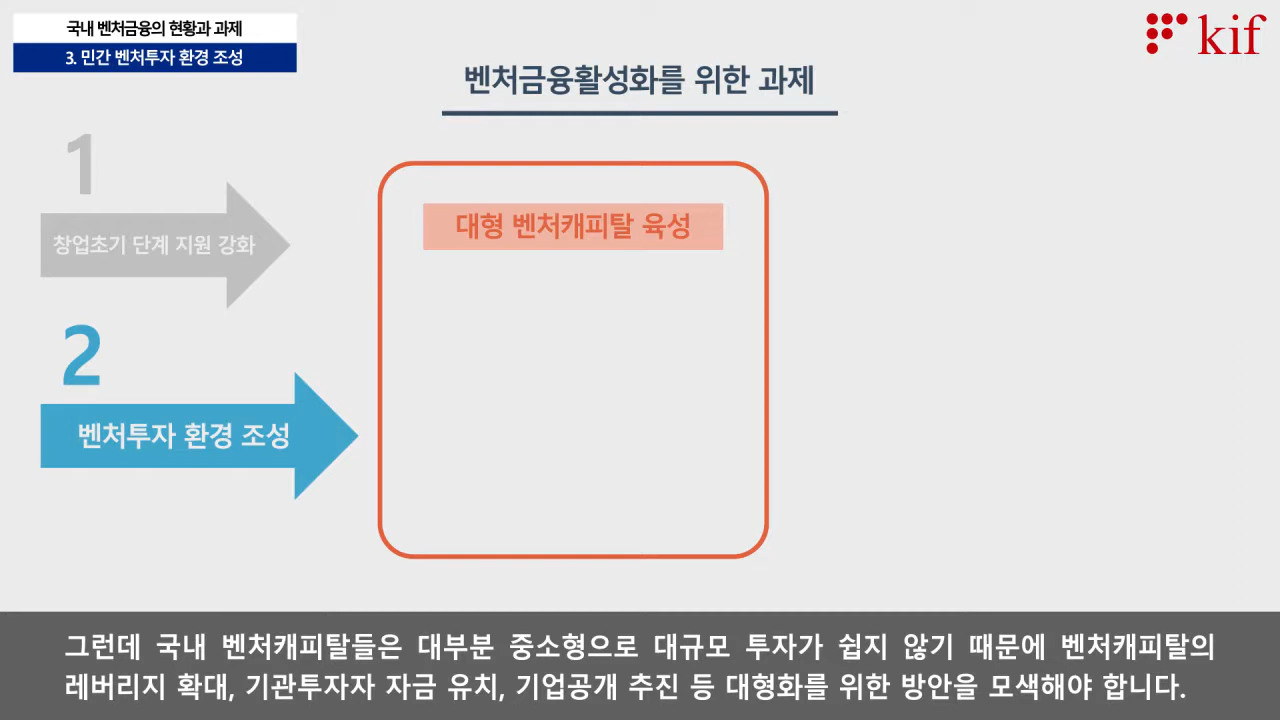 국내 벤처금융의 현황과 과제
3. 민간 벤처투자 환경 조성
kif
벤처금융활성화를 위한 과제
1
창업초기 단계 지원 강화
대형 벤처캐피탈 육성
2
벤처투자 환경 조성
그런데 국내 벤처캐피탈들은 대부분 중소형으로 대규모 투자가 쉽지 않기 때문에 벤처캐피탈의
레버리지 확대, 기관투자자 자금 유치, 기업공개 추진 등 대형화를 위한 방안을 모색해야 합니다.